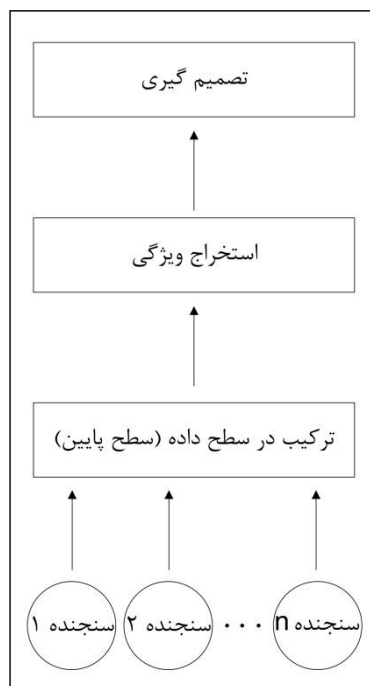 تصمیم گیری
استخراج ویژگی
ترکیب در سطح داده (سطح پایین)
سنجنده ۱
سنجنده ۲
...
سنجنده n